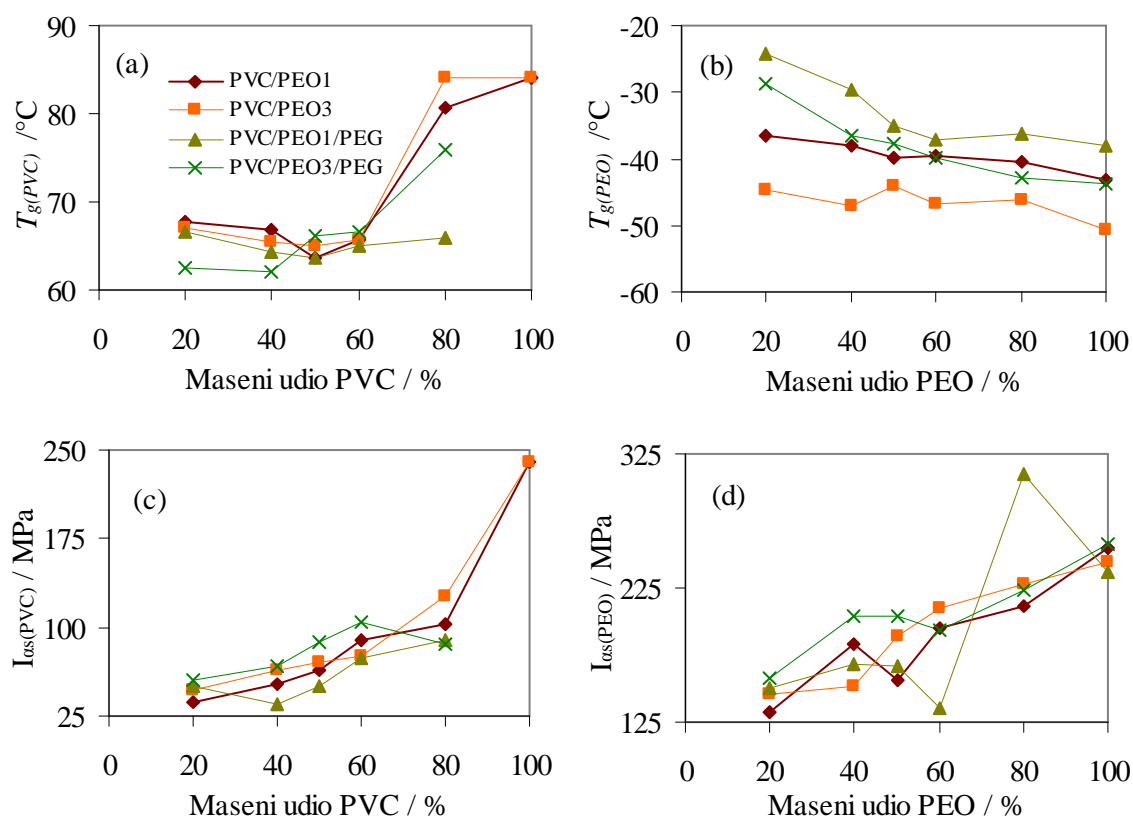 (a)
90
80
70
60
0 20 40 60 80 100
Tg(PVC) /°C
Maseni udio PVC / %
PVC/PEO1
PVC/PEO3
PVC/PEO1/PEG
PVC/PEO3/PEG
(b)
-20
-30
-40
-50
-60
0 20 40 60 80 100
Tg(PEO) /°C
Maseni udio PEO / %
(c)
250
175
100
25
0 20 40 60 80 100
Iαs(PVC) / MPa
Maseni udio PVC / %
(d)
325
225
125
0 20 40 60 80 100
Iαs(PEO) / MPa
Maseni udio PEO / %